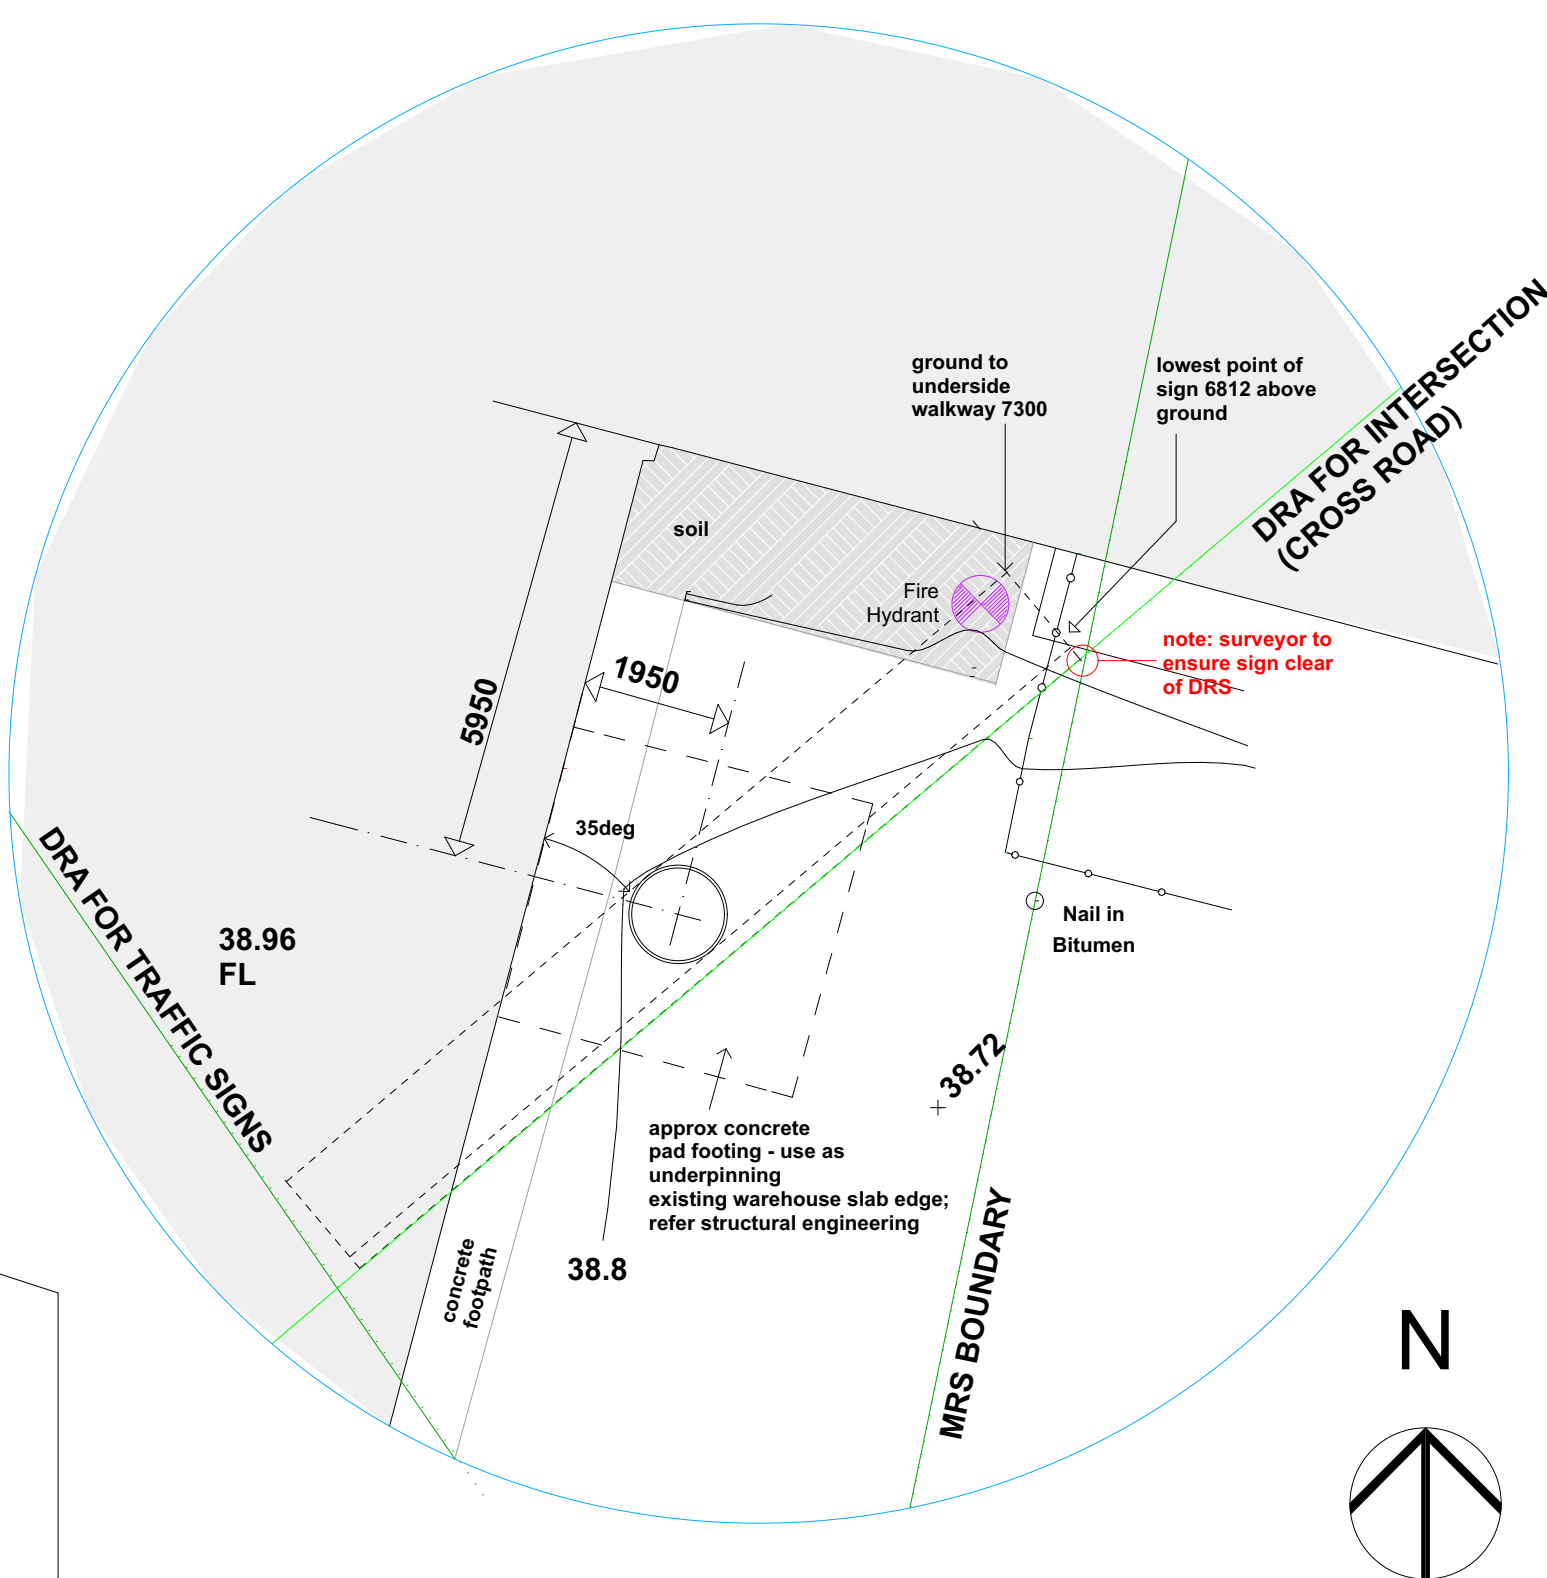 ground to
underside
walkway 7300
lowest point of
sign 6812 above
ground
DRA FOR INTERSECTION
(CROSS ROAD)
soil
Fire
Hydrant
note: surveyor to
ensure sign clear
of DRS
1950
5950
35deg
DRA FOR TRAFFIC SIGNS
38.96
FL
Nail in
Bitumen
38.72
approx concrete
pad footing - use as
underpinning
existing warehouse slab edge;
refer structural engineering
38.8
concrete
footpath
MRS BOUNDARY
N